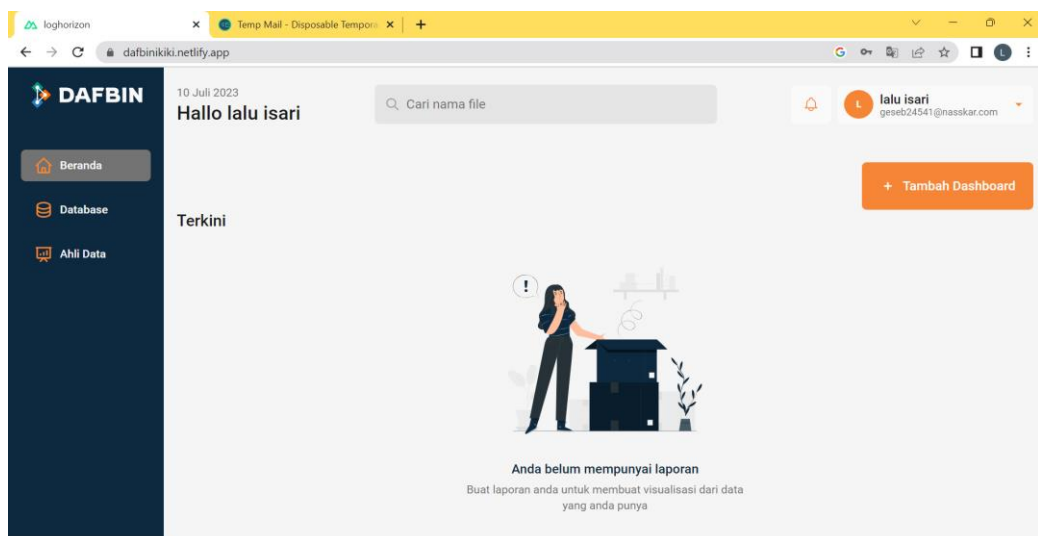 loghorizon
Temp Mail - Disposable Tempora
dafbinikiki.netlify.app
DAFBIN
10 Juli 2023
Hallo lalu isari
Cari nama file
L
lalu isari
geseb24541@nasskar.com
L
Beranda
Database
Ahli Data
+ Tambah Dashboard
Terkini
!
Anda belum mempunyai laporan
Buat laporan anda untuk membuat visualisasi dari data
yang anda punya